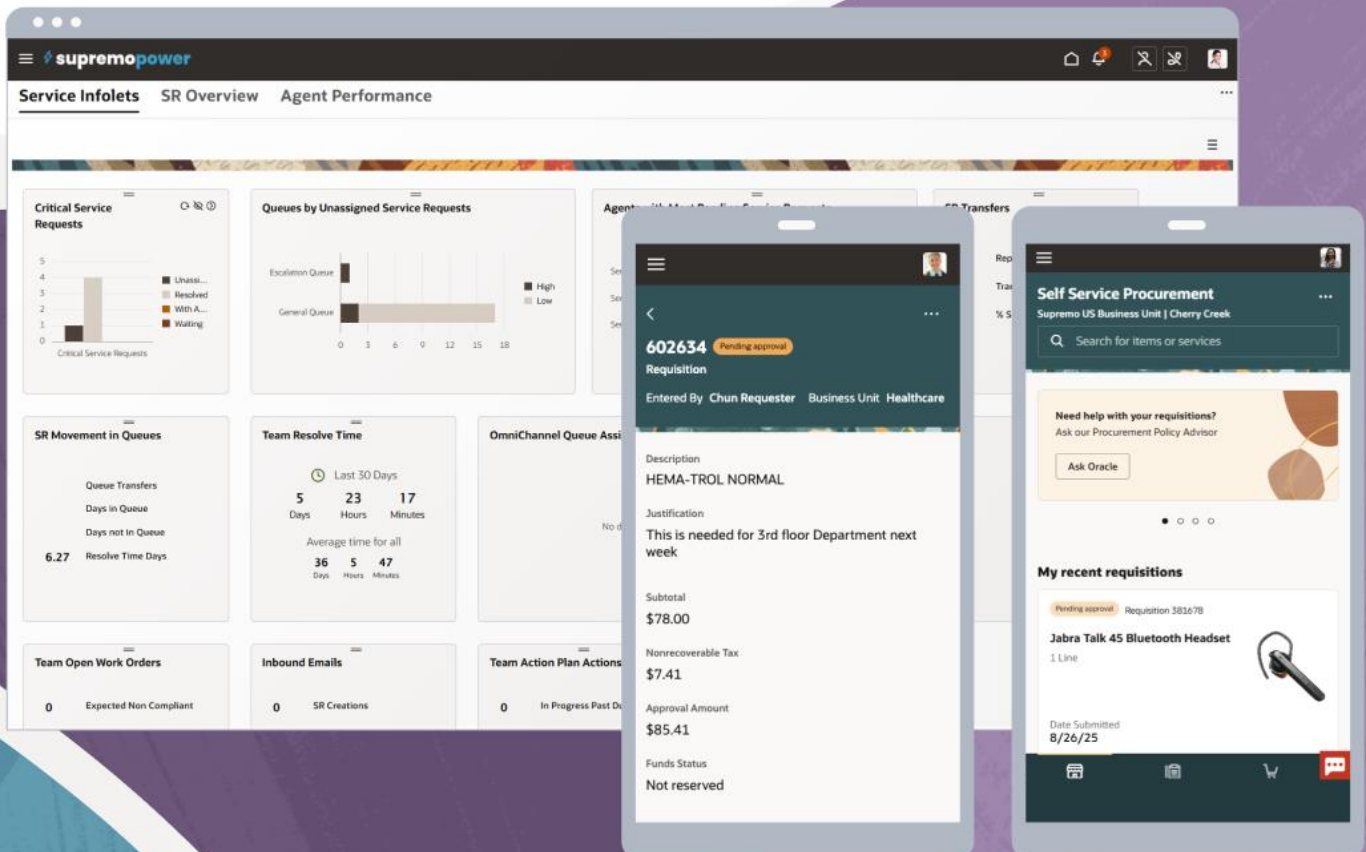 supremopower
3
Service Infolets SR Overview Agent Performance
Critical Service
Requests
5
4
3
2
1
0
Unassi...
Resolved
With A...
Waiting
Critical Service Requests
Queues by Unassigned Service Requests
Escalation Queue
General Queue
0 3 6 9 12 15 18
High
Low
SR Movement in Queues
Queue Transfers
Days in Queue
Days not in Queue
6.27 Resolve Time Days
Team Resolve Time
Last 30 Days
5 23 17
Days Hours Minutes
Average time for all
36 5 47
Days Hours Minutes
OmniChannel Queue
Team Open Work Orders
0 Expected Non Compliant
Inbound Emails
0 SR Creations
Team Action Plan Actions
0 In Progress Past
Transfers
% S
602634 Pending approval
Requisition
Entered By Chun Requester Business Unit Healthcare
Description
HEMA-TROL NORMAL
Justification
This is needed for 3rd floor Department next
week
Subtotal
$78.00
Nonrecoverable Tax
$7.41
Approval Amount
$85.41
Funds Status
Not reserved
Self Service Procurement
Supremo US Business Unit | Cherry Creek
Search for items or services
Need help with your requisitions?
Ask our Procurement Policy Advisor
Ask Oracle
My recent requisitions
Pending approval Requisition 381678
Jabra Talk 45 Bluetooth Headset
1 Line
Date Submitted
8/26/25